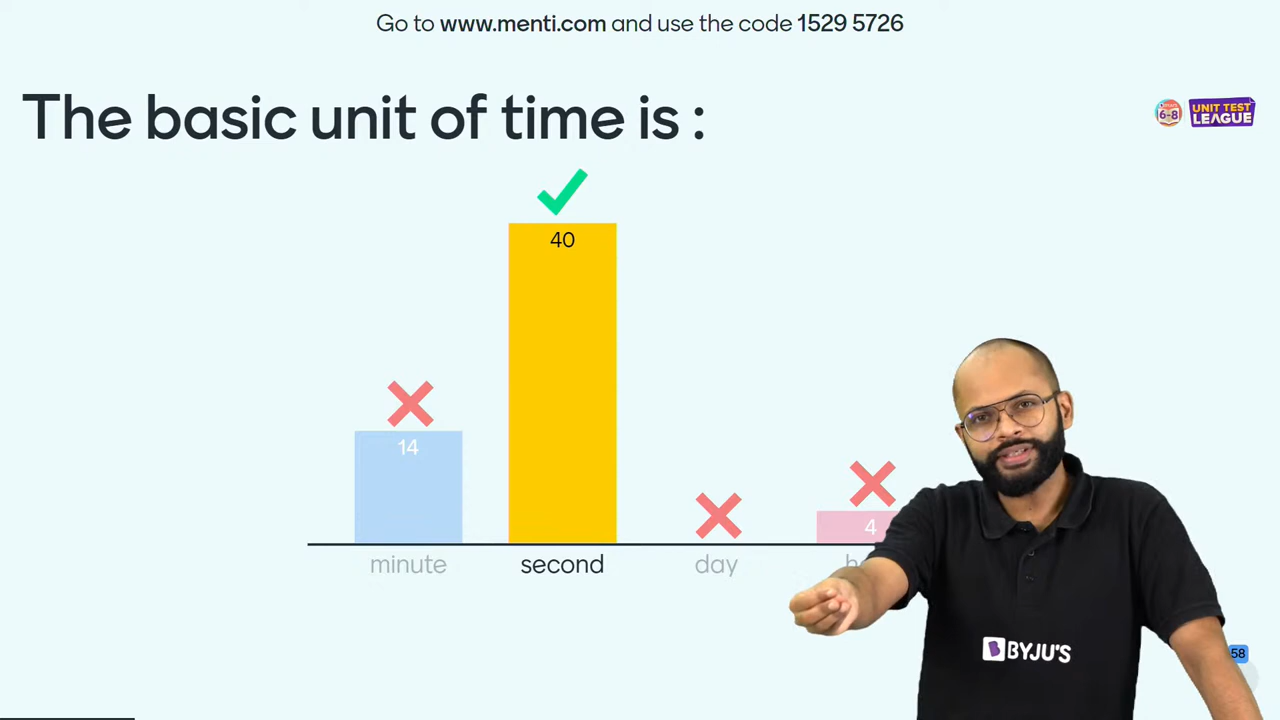 Go to www.menti.com and use the code 1529 5726
The basic unit of time is :
6-8
UNIT TEST
LEAGUE
40
14
4
minute second day
BYJU'S
58